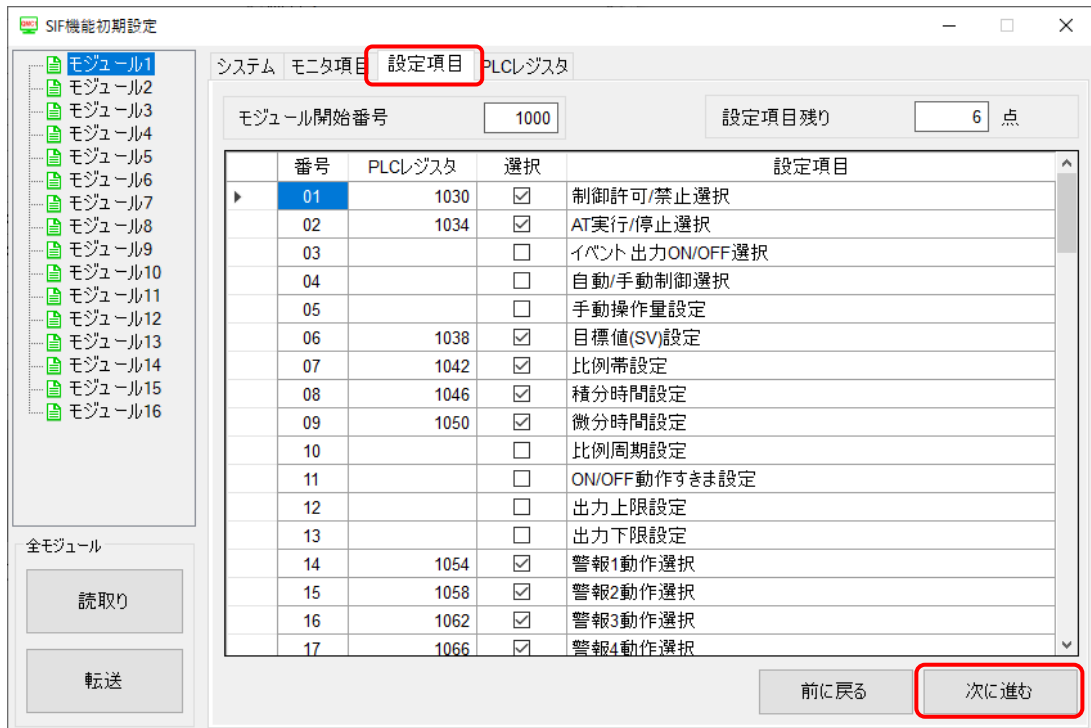 QMC1 SIF機能初期設定
モジュール1
モジュール2
モジュール3
モジュール4
モジュール5
モジュール6
モジュール7
モジュール8
モジュール9
モジュール10
モジュール11
モジュール12
モジュール13
モジュール14
モジュール15
モジュール16
全モジュール
読取り
転送
システム モニタ項目 設定項目 PLCレジスタ
モジュール開始番号 1000 設定項目残り 6 点
番号 PLCレジスタ 選択 設定項目
01 1030 制御許可/禁止選択
02 1034 AT実行/停止選択
03 イベント出力ON/OFF選択
04 自動/手動制御選択
05 手動操作量設定
06 1038 目標値(SV)設定
07 1042 比例帯設定
08 1046 積分時間設定
09 1050 微分時間設定
10 比例周期設定
11 ON/OFF動作すきま設定
12 出力上限設定
13 出力下限設定
14 1054 警報1動作選択
15 1058 警報2動作選択
16 1062 警報3動作選択
17 1066 警報4動作選択
前に戻る 次に進む